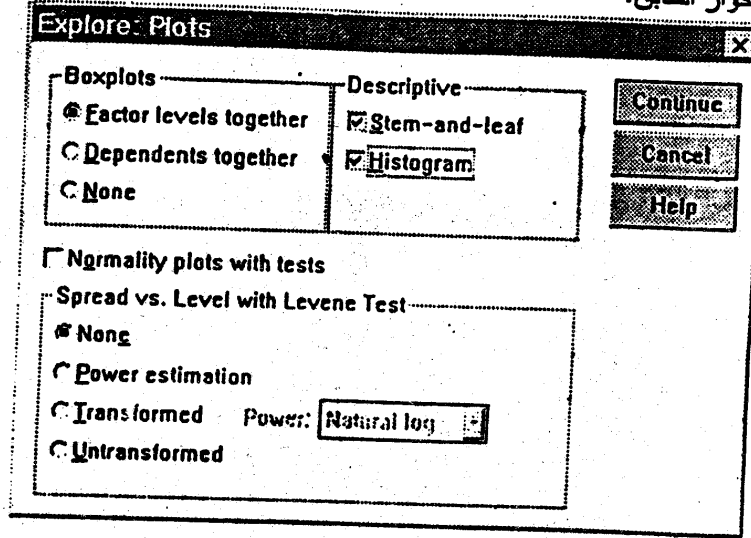 Explore: Plots
Boxplots
Factor levels together
Dependents together
None
Descriptive
Stem-and-leaf
Histogram
Continue
Cancel
Help
Normality plots with tests
Spread vs. Level with Levene Test
None
Power estimation
Transformed Power: Natural log
Untransformed